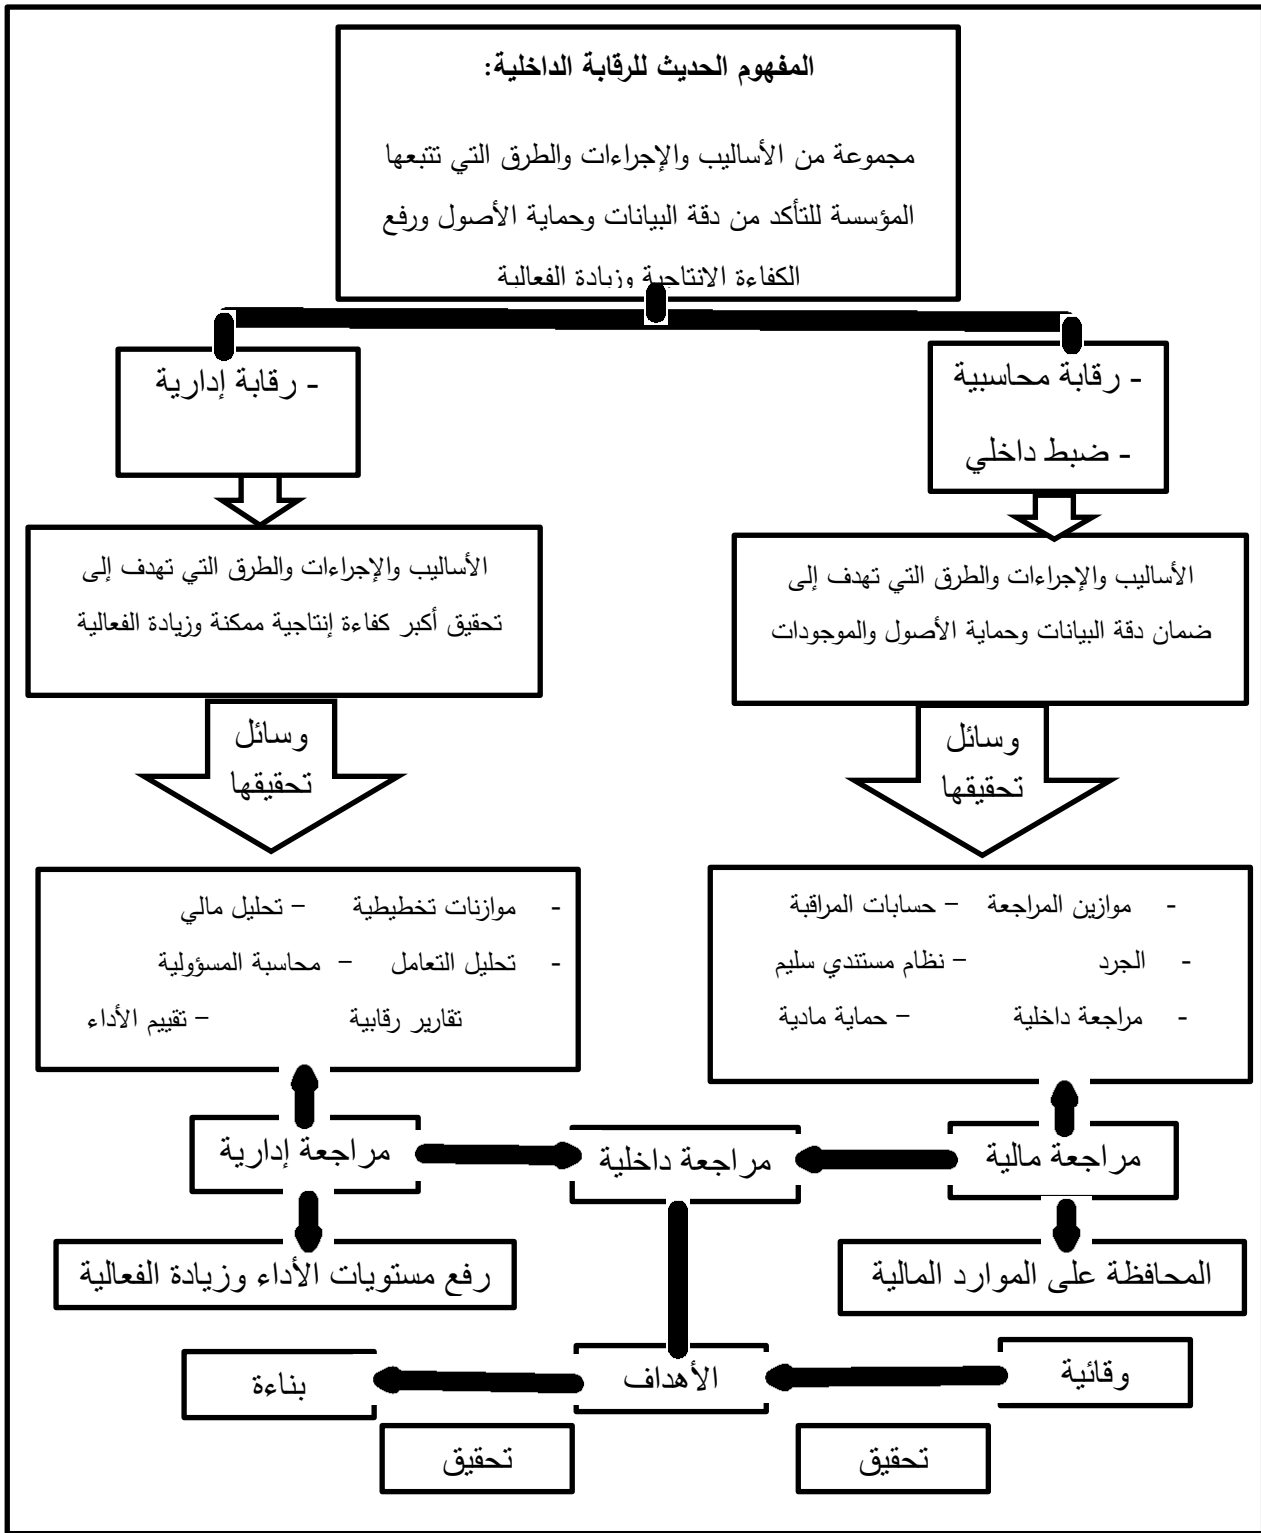 المفهوم الحديث للرقابة الداخلية:
مجموعة من الأساليب والإجراءات والطرق التي تتبعها
المؤسسة للتأكد من دقة البيانات وحماية الأصول ورفع
الكفاءة الانتاجية وزيادة الفعالية
- رقابة محاسبية
- ضبط داخلي
- رقابة إدارية
الأساليب والإجراءات والطرق التي تهدف إلى
ضمان دقة البيانات وحماية الأصول والموجودات
الأساليب والإجراءات والطرق التي تهدف إلى
تحقيق أكبر كفاءة إنتاجية ممكنة وزيادة الفعالية
وسائل
تحقيقها
وسائل
تحقيقها
- موازين المراجعة – حسابات المراقبة
- الجرد – نظام مستندي سليم
- مراجعة داخلية – حماية مادية
- موازنات تخطيطية – تحليل مالي
- تحليل التعامل – محاسبة المسؤولية
تقارير رقابية – تقييم الأداء
مراجعة مالية
مراجعة داخلية
مراجعة إدارية
المحافظة على الموارد المالية
رفع مستويات الأداء وزيادة الفعالية
وقائية
الأهداف
بناءة
تحقيق
تحقيق